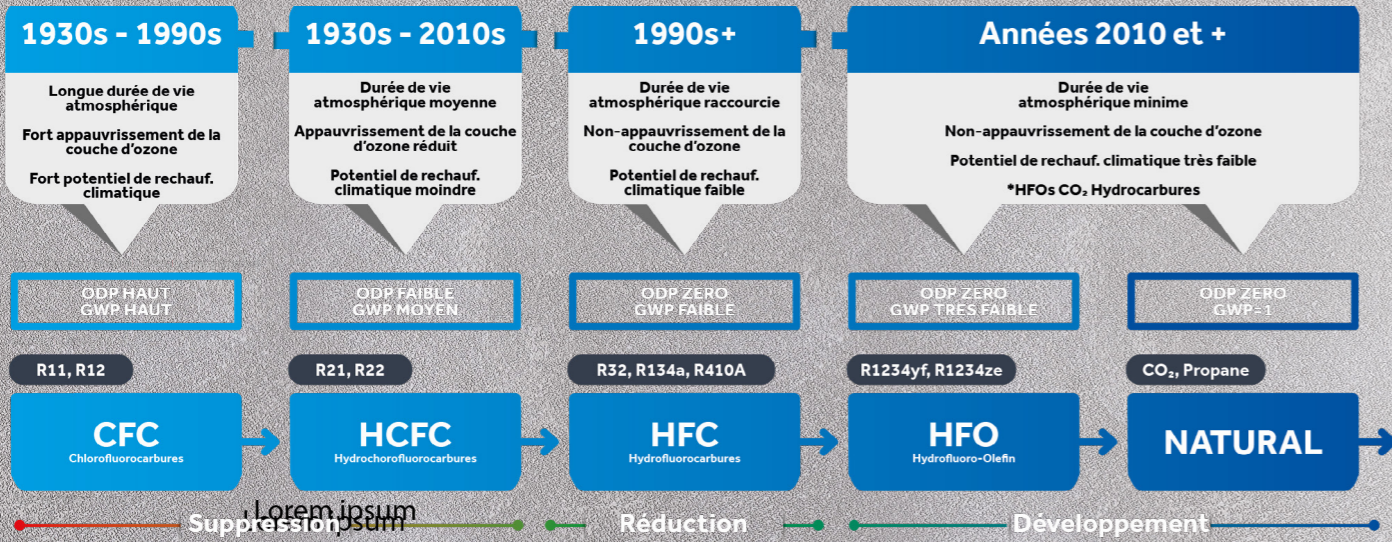 1930s - 1990s
Longue durée de vie
atmosphérique
Fort appauvrissement de la
couche d'ozone
Fort potentiel de rechauf.
climatique
1930s - 2010s
Durée de vie
atmosphérique moyenne
Appauvrissement de la couche
d'ozone réduit
Potentiel de rechauf.
climatique moindre
1990s+
Durée de vie
atmosphérique raccourcie
Non-appauvrissement de la
couche d'ozone
Potentiel de rechauf.
climatique faible
Années 2010 et +
Durée de vie
atmosphérique minime
Non-appauvrissement de la couche d'ozone
Potentiel de rechauf. climatique très faible
*HFOs CO₂ Hydrocarbures
ODP HAUT
GWP HAUT
ODP FAIBLE
GWP MOYEN
ODP ZERO
GWP FAIBLE
ODP ZERO
GWP TRES FAIBLE
ODP ZERO
GWP=1
R11, R12
R21, R22
R32, R134a, R410A
R1234yf, R1234ze
CO₂, Propane
CFC
Chlorofluorocarbures
HCFC
Hydrochorofluorocarbures
HFC
Hydrofluorocarbures
HFO
Hydrofluoro-Olefin
NATURAL
Lorem ipsum
Suppression
Réduction
Développement